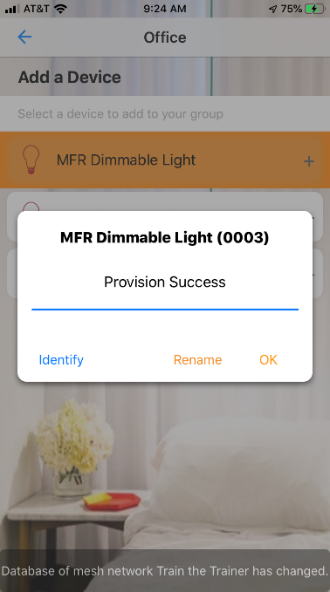 AT&T 9:24 AM 75%
Office
Add a Device
Select a device to add to your group
MFR Dimmable Light +
MFR Dimmable Light (0003)
Provision Success
Identify Rename OK
Database of mesh network Train the Trainer has changed.